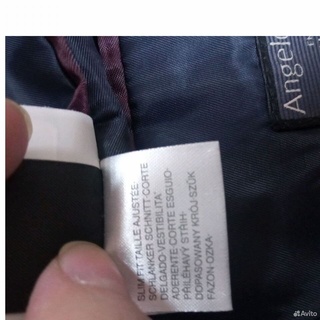 Angelo
SLIM FIT·TAILLE AJUSTÉE·
SCHLANKER SCHNITT·CORTE
DELGADO·VESTIBILITA'
ADERENTE·CORTE ESGUIO·
PŘILÉHAVÝ STŘIH·
DOPASOWANY KRÓJ·SZŰK
FAZON·OZKA·
Avito